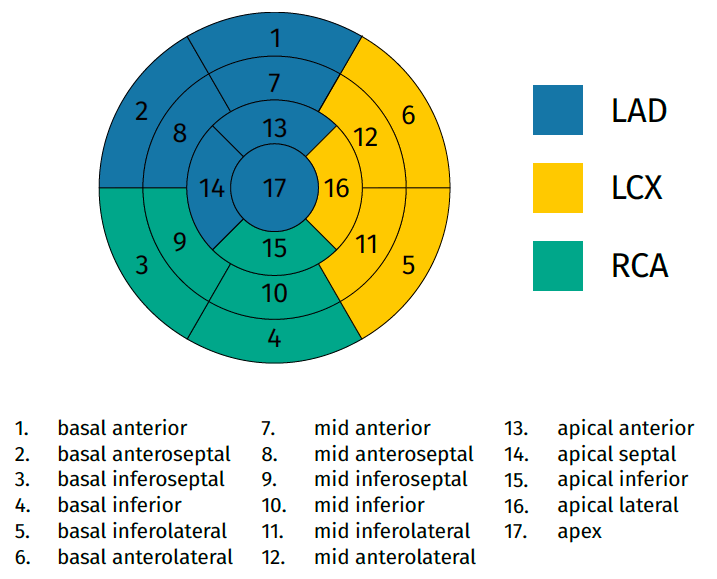 1
7
13
2
8
14
17
16
12
6
3
9
15
10
4
11
5
LAD
LCX
RCA
1. basal anterior
2. basal anteroseptal
3. basal inferoseptal
4. basal inferior
5. basal inferolateral
6. basal anterolateral
7. mid anterior
8. mid anteroseptal
9. mid inferoseptal
10. mid inferior
11. mid inferolateral
12. mid anterolateral
13. apical anterior
14. apical septal
15. apical inferior
16. apical lateral
17. apex